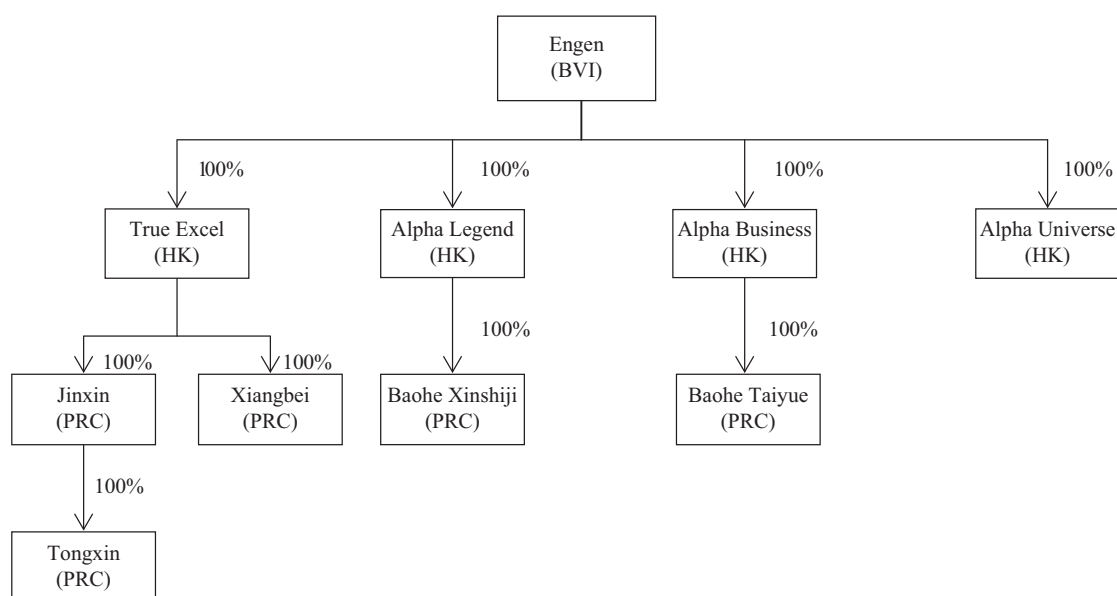 Engen
(BVI)
100%
100%
100%
100%
True Excel
(HK)
Alpha Legend
(HK)
Alpha Business
(HK)
Alpha Universe
(HK)
100%
100%
100%
100%
Jinxin
(PRC)
Xiangbei
(PRC)
Baohe Xinshiji
(PRC)
Baohe Taiyue
(PRC)
100%
Tongxin
(PRC)